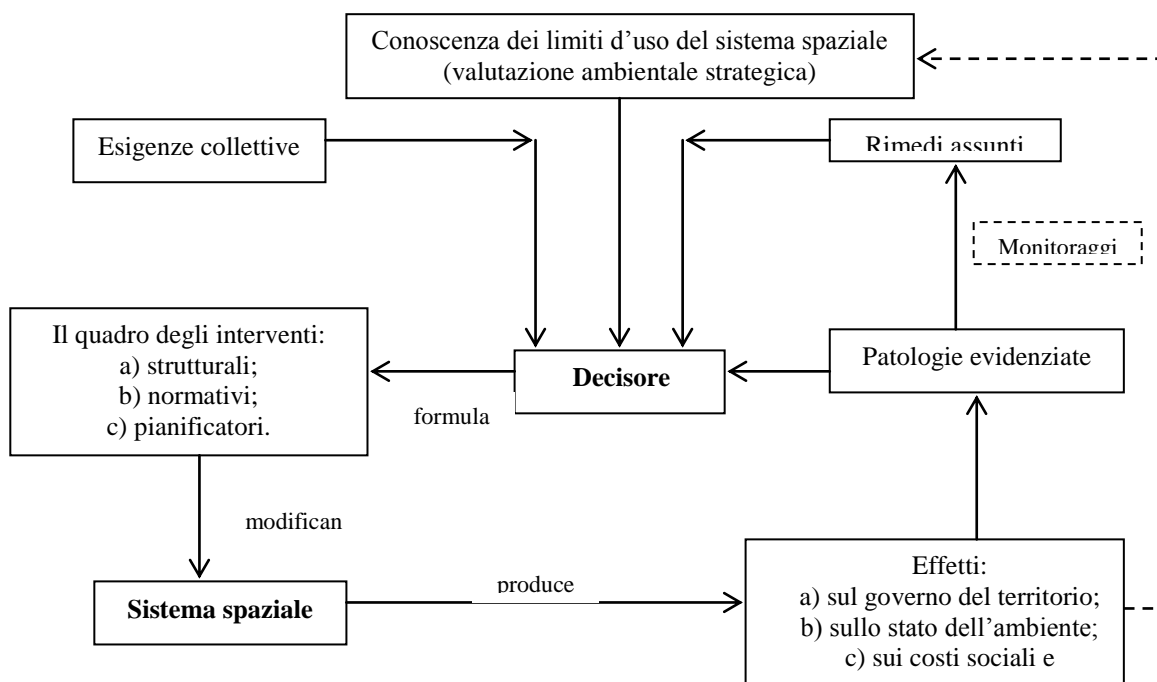 Conoscenza dei limiti d’uso del sistema spaziale
(valutazione ambientale strategica)
Esigenze collettive
Rimedi assunti
Monitoraggi
Il quadro degli interventi:
a) strutturali;
b) normativi;
c) pianificatori.
Decisore
Patologie evidenziate
formula
modifican
Sistema spaziale
produce
Effetti:
a) sul governo del territorio;
b) sullo stato dell’ambiente;
c) sui costi sociali e